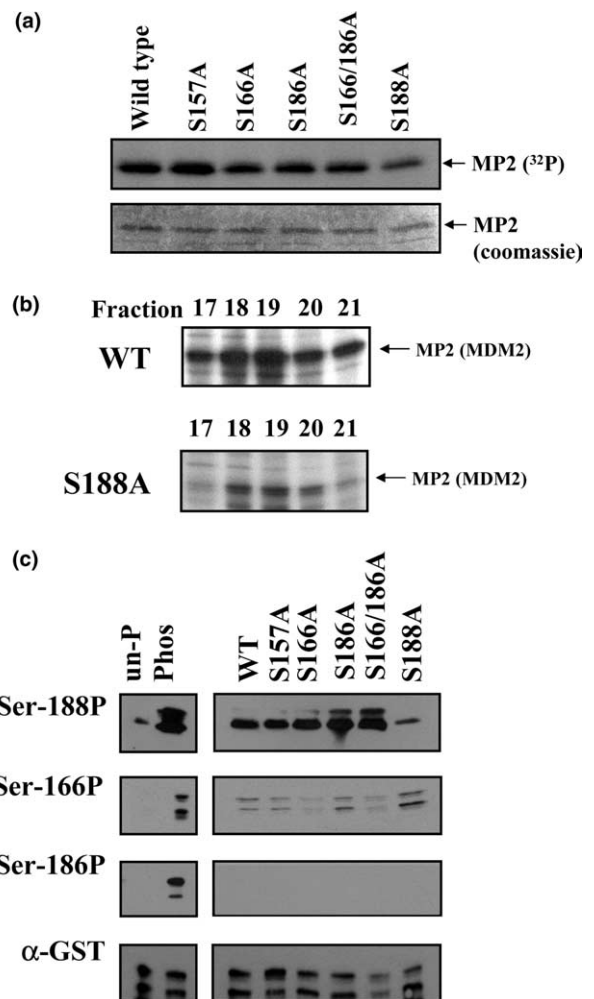 (a)
Wild type
S157A
S166A
S186A
S166/186A
S188A
MP2 (³²P)
MP2
(coomassie)
(b)
Fraction 17 18 19 20 21
WT
MP2 (MDM2)
17 18 19 20 21
S188A
MP2 (MDM2)
(c)
un-P
Phos
WT
S157A
S166A
S186A
S166/186A
S188A
Ser-188P
Ser-166P
Ser-186P
α-GST